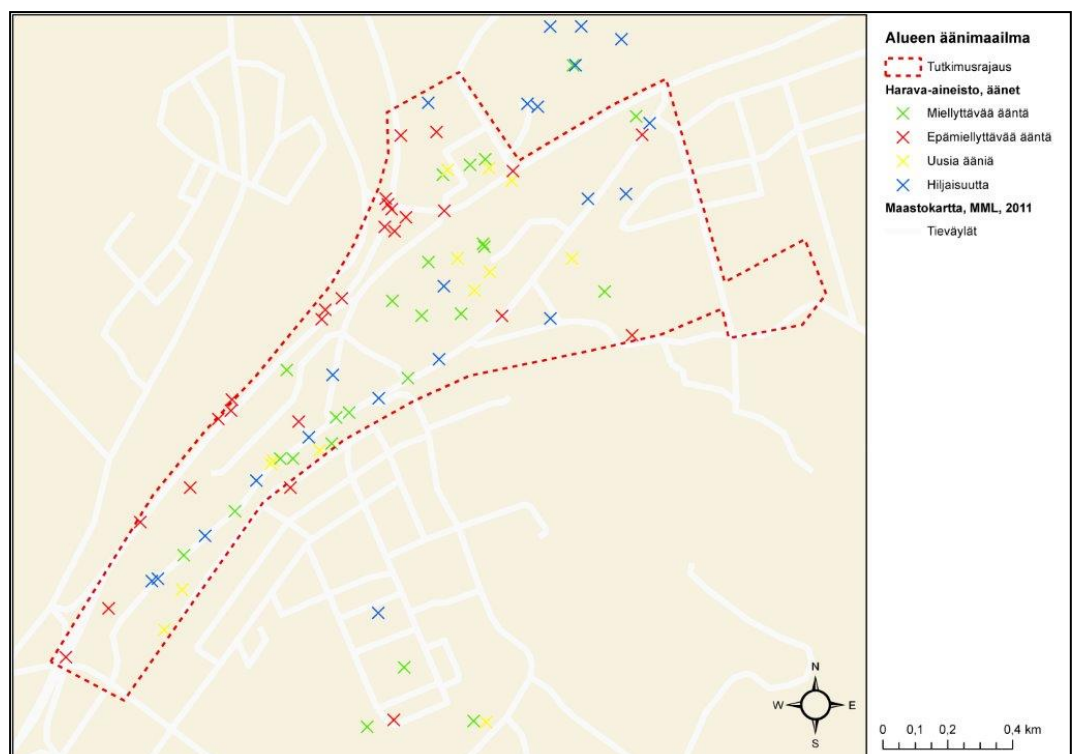 Alueen äänimaailma
Tutkimusrajaus
Harava-aineisto, äänet
Miellyttävää ääntä
Epämiellyttävää ääntä
Uusia ääniä
Hiljaisuutta
Maastokartta, MML, 2011
Tieväylät
N
W E
S
0 0,1 0,2 0,4 km